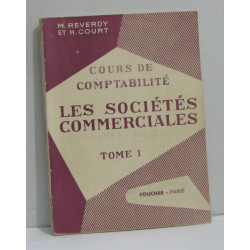 M. REVERDY
ET H. COURT
COURS DE
COMPTABILITÉ
LES SOCIÉTÉS
COMMERCIALES
TOME 1
FOUCHER - PARIS